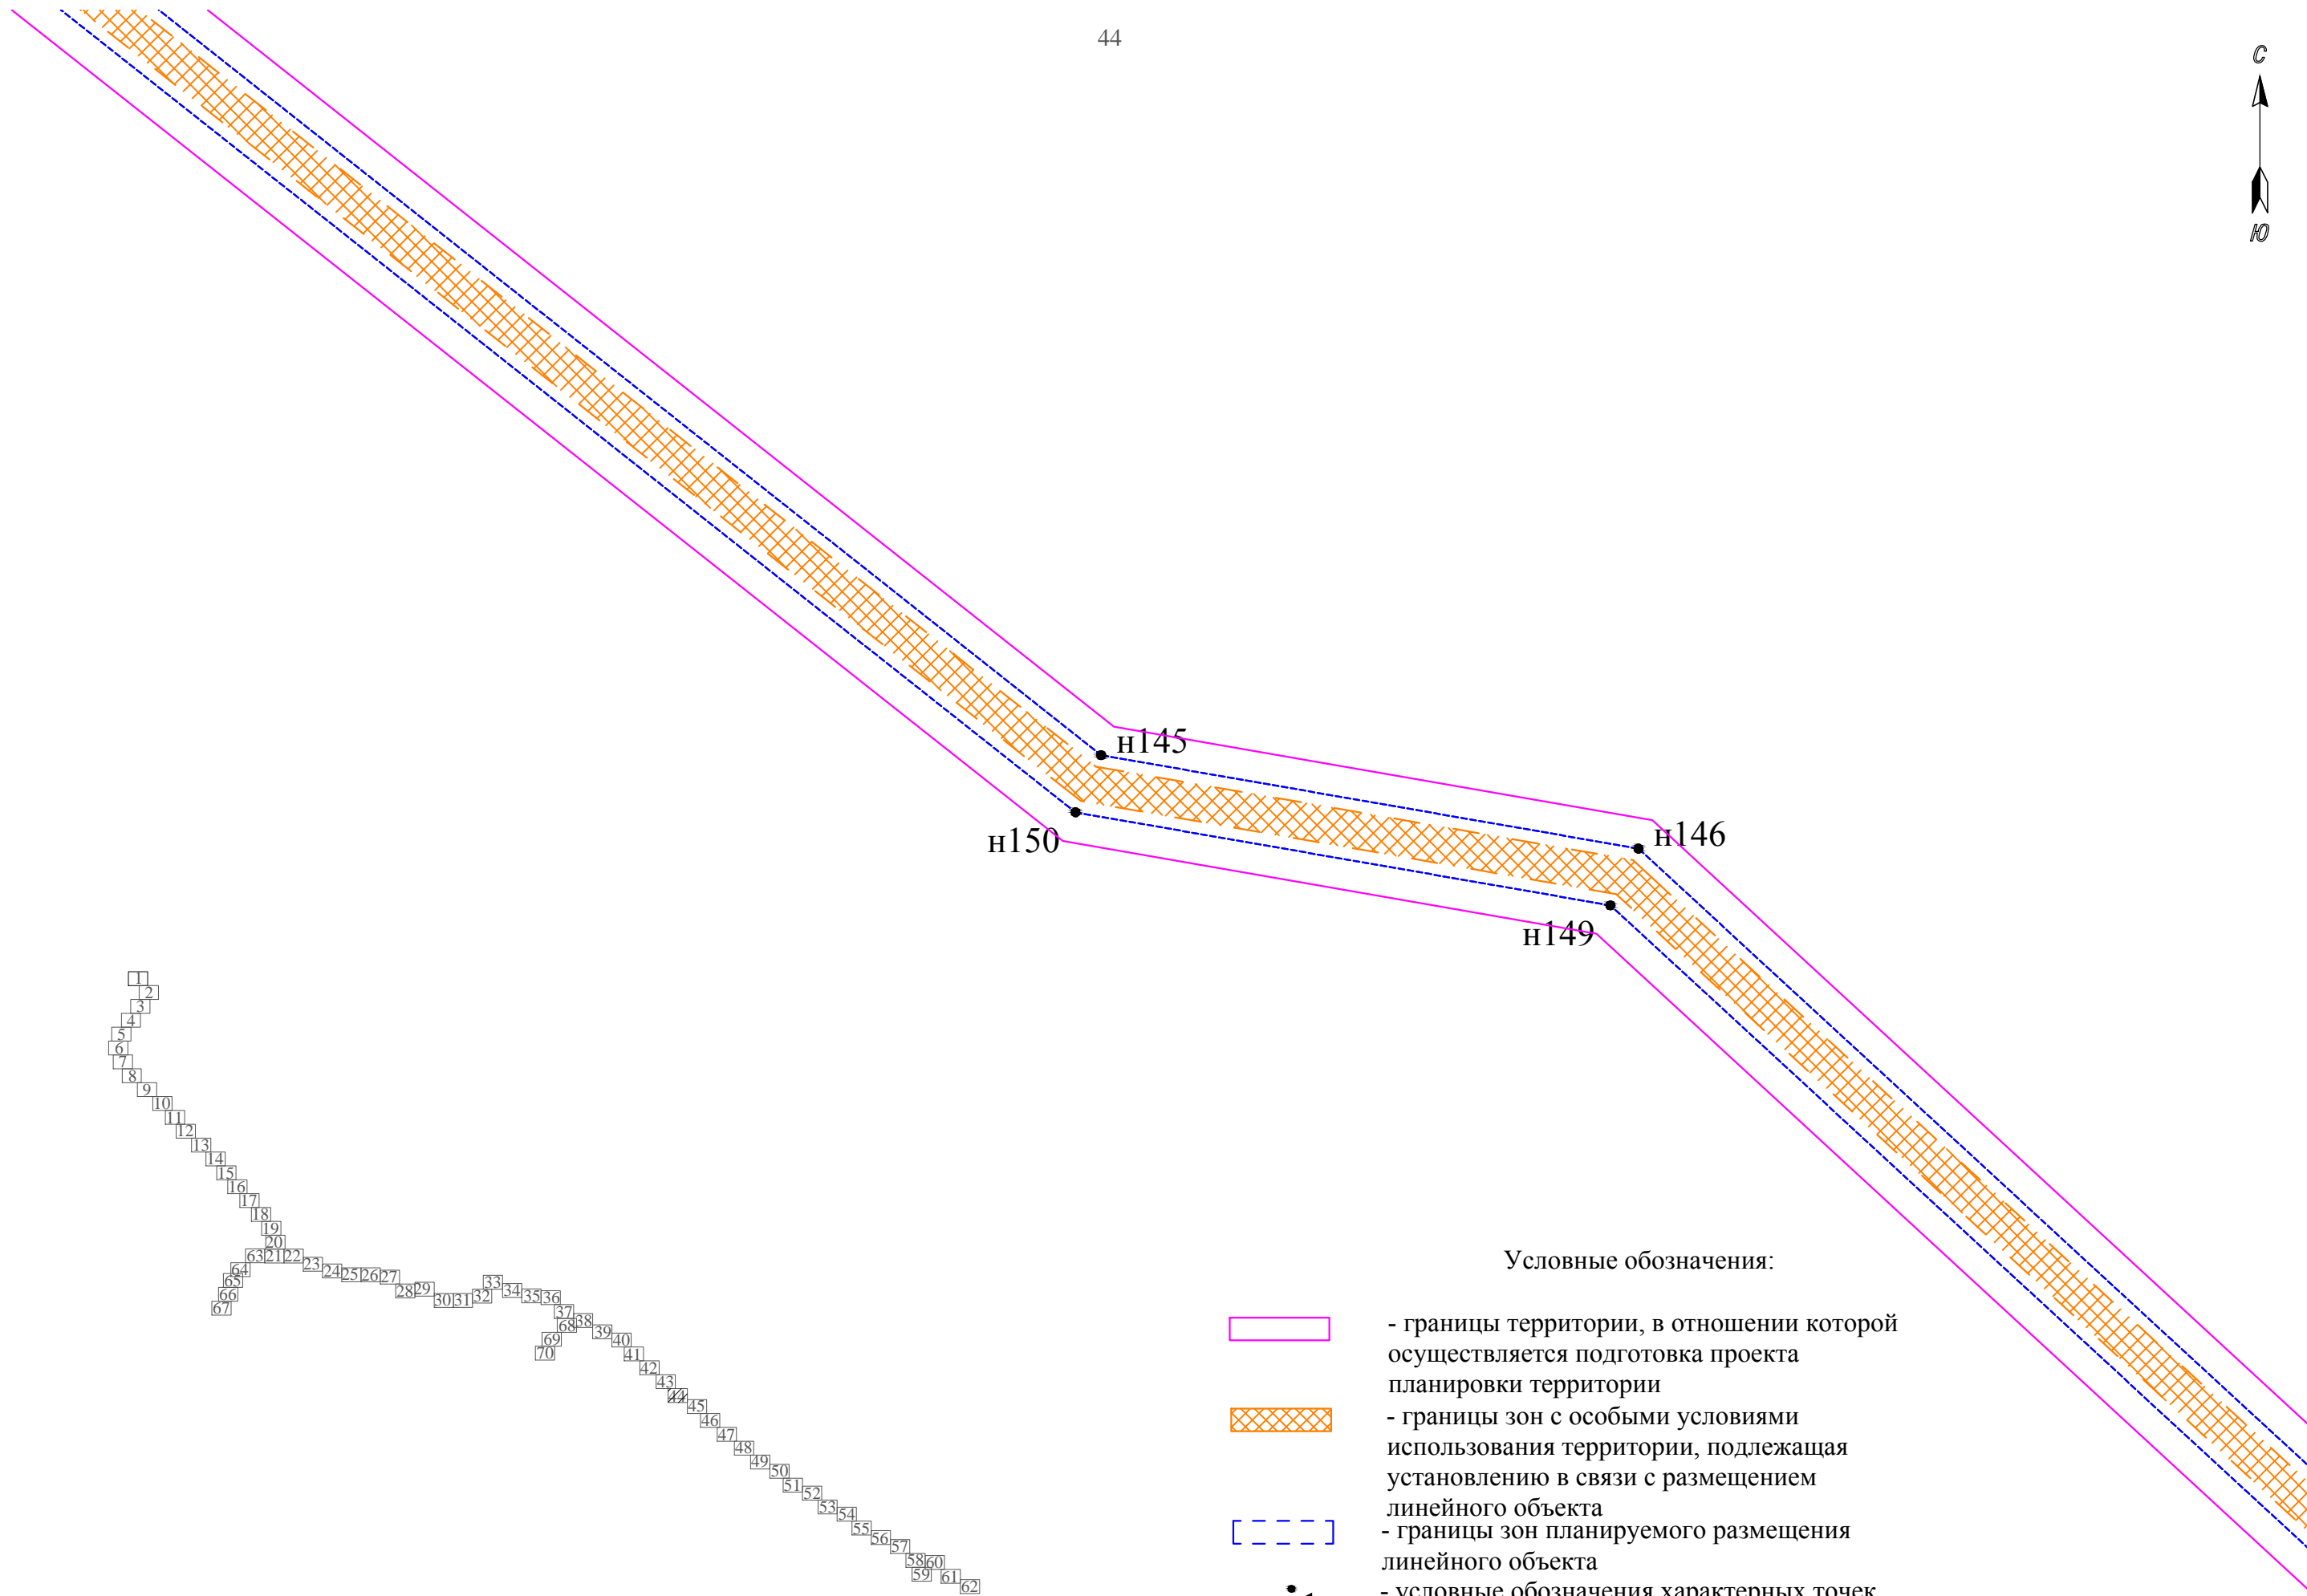 44
С
Ю
н145
н146
н150
н149
1
2
3
4
5
6
7
8
9
10
11
12
13
14
15
16
17
18
19
20
63 21 22
23
64
24 25 26 27
65
28 29
66
30 31 32 33 34 35 36
67
37
68 38
69
39
40
70
41
42
43
44
45
46
47
48
49
50
51
52
53
54
55
56
57
58 60
59
61
62
Условные обозначения:
- границы территории, в отношении которой
осуществляется подготовка проекта
планировки территории
- границы зон с особыми условиями
использования территории, подлежащая
установлению в связи с размещением
линейного объекта
- границы зон планируемого размещения
линейного объекта
- условные обозначения характерных точек